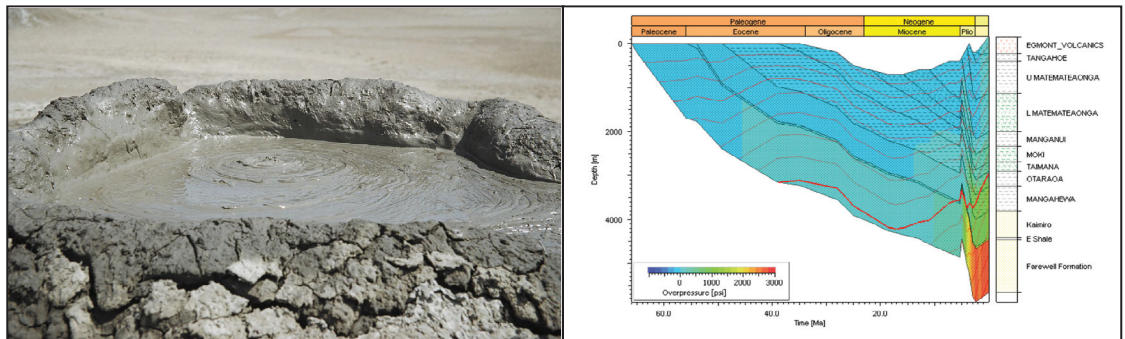 Paleogene
Neogene
Paleocene
Eocene
Oligocene
Miocene
Plio
0
2000
4000
Depth [m]
EGMONT_VOLCANICS
TANGAHOE
U MATEMATEAONGA
L MATEMATEAONGA
MANGANUI
MOKI
TAIMANA
OTARAOA
MANGAHEWA
Kaimiro
E Shale
Farewell Formation
0 1000 2000 3000
Overpressure [psi]
60.0 40.0 20.0
Time [Ma]